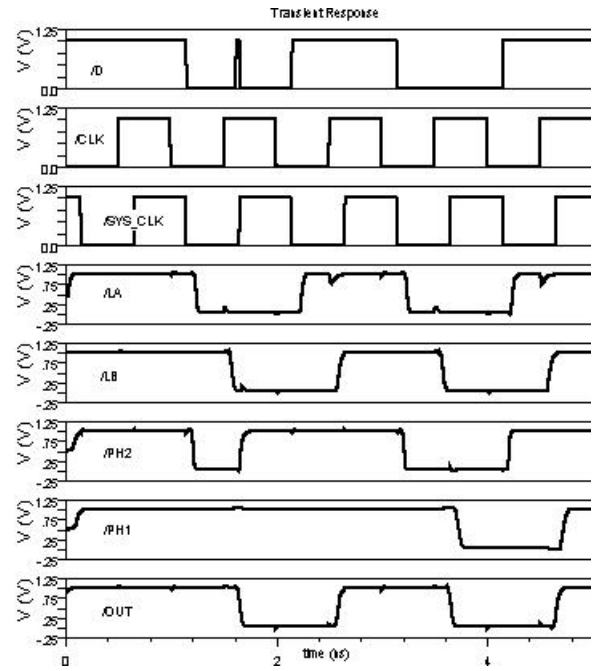 Transient Response
V (V)
1.25
0.0
/D
V (V)
1.25
0.0
/CLK
V (V)
1.25
0.0
/SYS_CLK
V (V)
1.25
.75
.25
-.25
/LA
V (V)
1.25
.75
.25
-.25
/LB
V (V)
1.25
.75
.25
-.25
/PH2
V (V)
1.25
.75
.25
-.25
/PH1
V (V)
1.25
.75
.25
-.25
/OUT
0
2
4
time (ns)